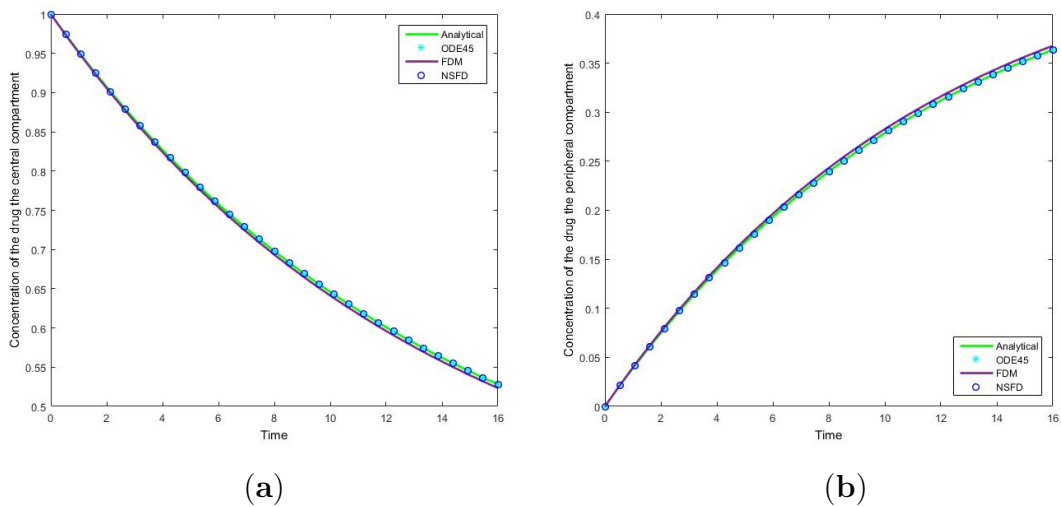 Concentration of the drug the central compartment
1
0.95
0.9
0.85
0.8
0.75
0.7
0.65
0.6
0.55
0.5
0
2
4
6
8
10
12
14
16
Time
Analytical
ODE45
FDM
NSFD
(a)
Concentration of the drug the peripheral compartment
0.4
0.35
0.3
0.25
0.2
0.15
0.1
0.05
0
0
2
4
6
8
10
12
14
16
Time
Analytical
ODE45
FDM
NSFD
(b)